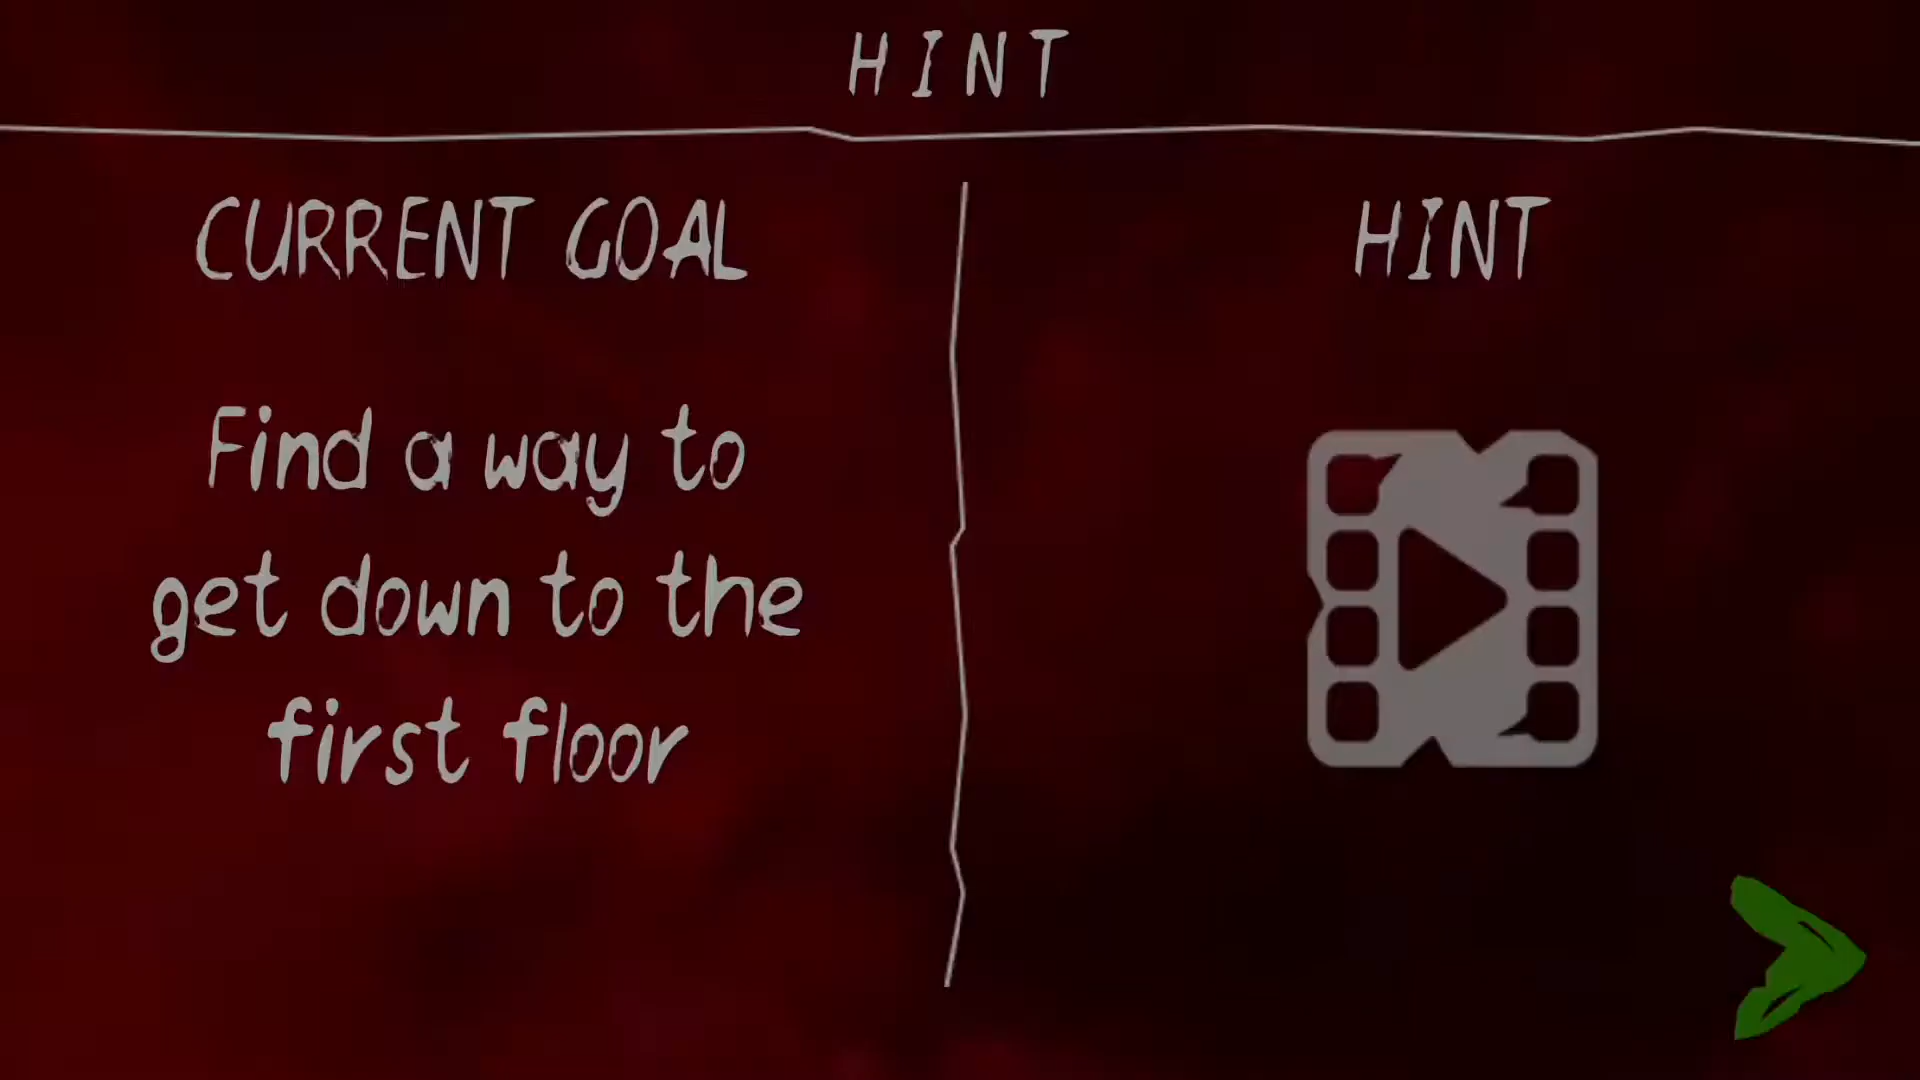 HINT
CURRENT GOAL
Find a way to
get down to the
first floor
HINT